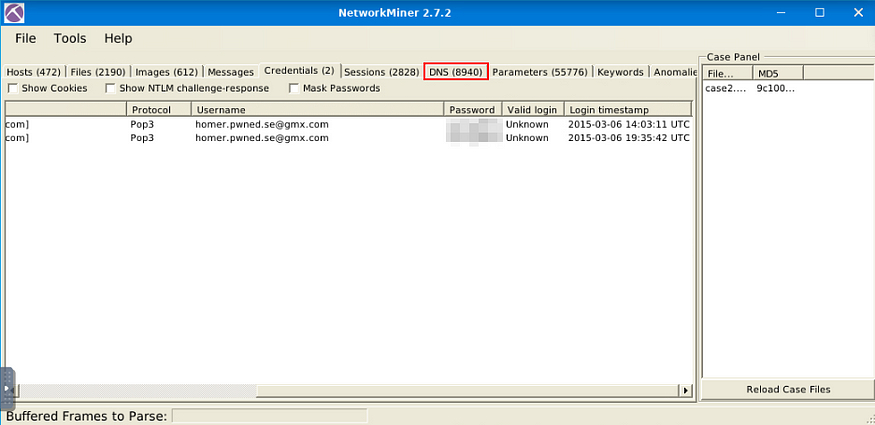 NetworkMiner 2.7.2
File Tools Help
Hosts (472) Files (2190) Images (612) Messages Credentials (2) Sessions (2828) DNS (8940) Parameters (55776) Keywords Anomalie
Case Panel
Show Cookies Show NTLM challenge-response Mask Passwords
File... MD5
case2.... 9c100...
Protocol Username Password Valid login Login timestamp
com] Pop3 homer.pwned.se@gmx.com Unknown 2015-03-06 14:03:11 UTC
com] Pop3 homer.pwned.se@gmx.com Unknown 2015-03-06 19:35:42 UTC
Reload Case Files
Buffered Frames to Parse: